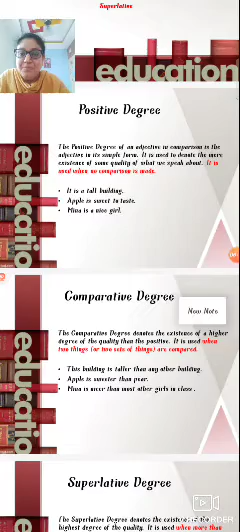 Superlative
education
Positive Degree
The Positive Degree of an adjective in comparison is the
adjective in its simple form. It is used to denote the mere
existence of some quality of what we speak about. It is
used when no comparison is made.
• It is a tall building.
• Apple is sweet to taste.
• Mina is a nice girl.
education
Comparative Degree
New Note
The Comparative Degree denotes the existence of a higher
degree of the quality than the positive. It is used when
two things (or two sets of things) are compared.
• This building is taller than any other building.
• Apple is sweeter than pear.
• Mina is nicer than most other girls in class .
education
Superlative Degree
The Superlative Degree denotes the existence of the
highest degree of the quality. It is used when more than
RECORDING